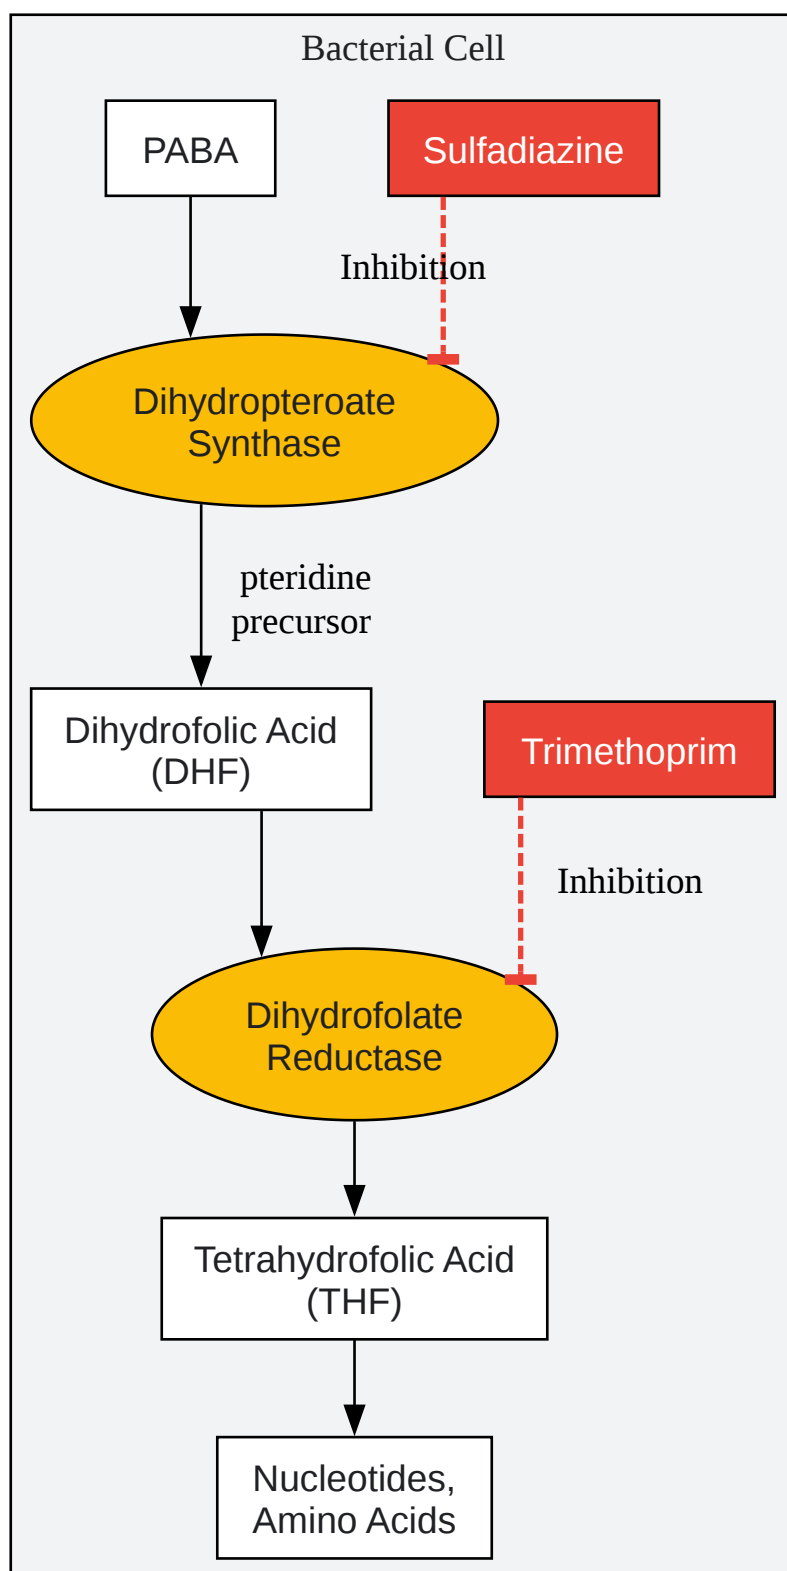 Bacterial Cell
PABA
Sulfadiazine
Inhibition
Dihydropteroate
Synthase
pteridine
precursor
Dihydrofolic Acid
(DHF)
Trimethoprim
Inhibition
Dihydrofolate
Reductase
Tetrahydrofolic Acid
(THF)
Nucleotides,
Amino Acids